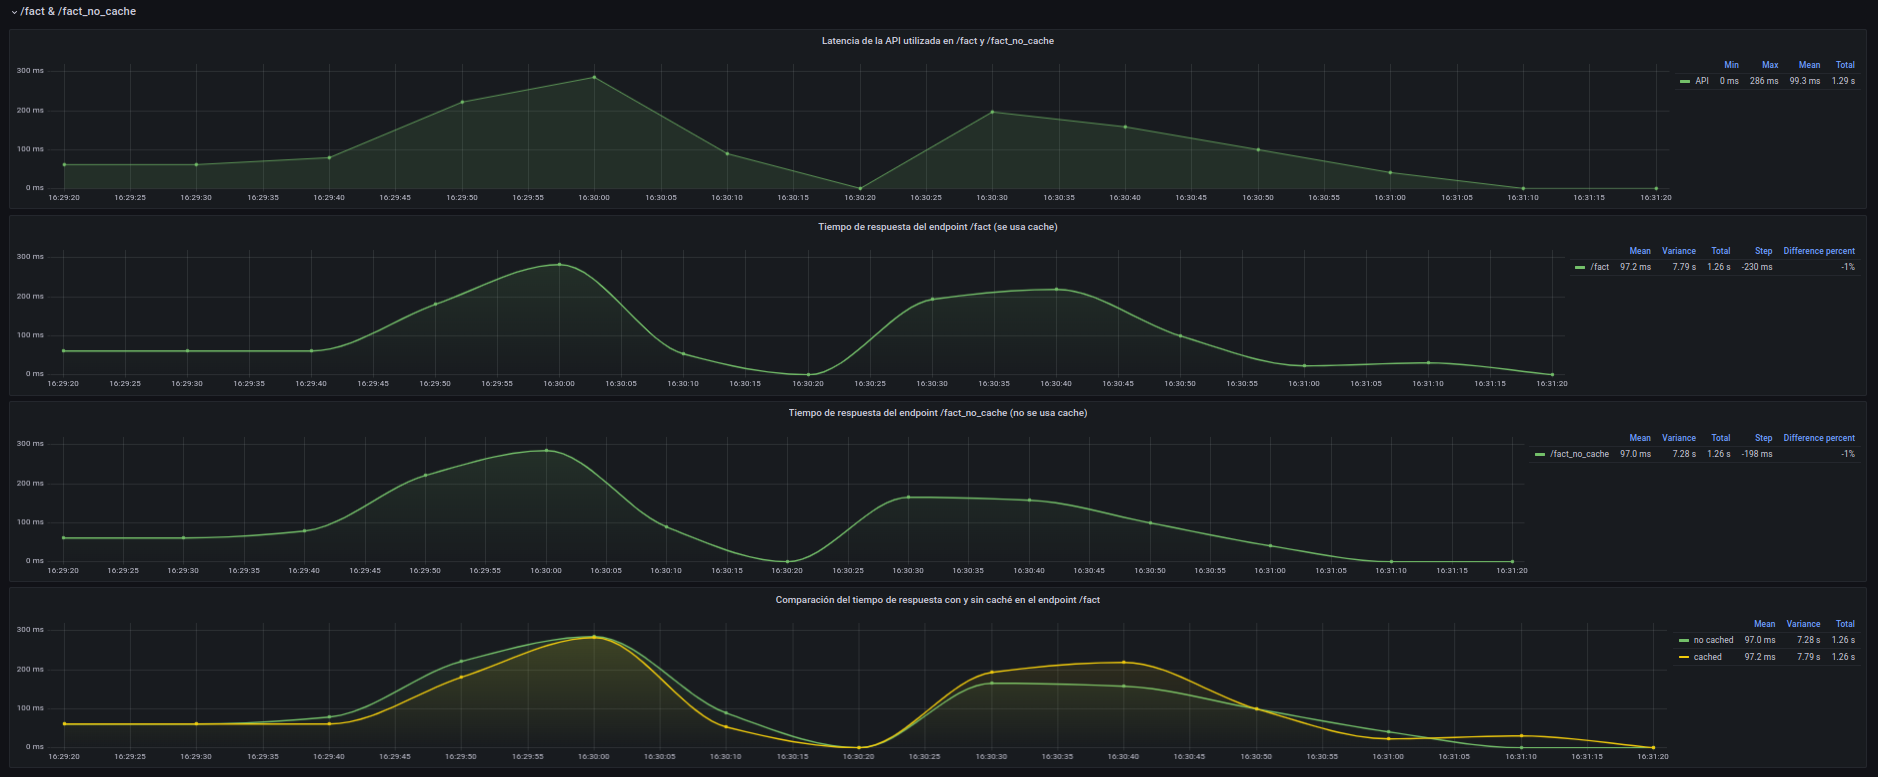 /fact & /fact_no_cache
Latencia de la API utilizada en /fact y /fact_no_cache
300 ms
200 ms
100 ms
0 ms
16:29:20 16:29:25 16:29:30 16:29:35 16:29:40 16:29:45 16:29:50 16:29:55 16:30:00 16:30:05 16:30:10 16:30:15 16:30:20 16:30:25 16:30:30 16:30:35 16:30:40 16:30:45 16:30:50 16:30:55 16:31:00 16:31:05 16:31:10 16:31:15 16:31:20
Min Max Mean Total
API 0 ms 286 ms 99.3 ms 1.29 s
Tiempo de respuesta del endpoint /fact (se usa cache)
300 ms
200 ms
100 ms
0 ms
16:29:20 16:29:25 16:29:30 16:29:35 16:29:40 16:29:45 16:29:50 16:29:55 16:30:00 16:30:05 16:30:10 16:30:15 16:30:20 16:30:25 16:30:30 16:30:35 16:30:40 16:30:45 16:30:50 16:30:55 16:31:00 16:31:05 16:31:10 16:31:15 16:31:20
Mean Variance Total Step Difference percent
/fact 97.2 ms 7.79 s 1.26 s -230 ms -1%
Tiempo de respuesta del endpoint /fact_no_cache (no se usa cache)
300 ms
200 ms
100 ms
0 ms
16:29:20 16:29:25 16:29:30 16:29:35 16:29:40 16:29:45 16:29:50 16:29:55 16:30:00 16:30:05 16:30:10 16:30:15 16:30:20 16:30:25 16:30:30 16:30:35 16:30:40 16:30:45 16:30:50 16:30:55 16:31:00 16:31:05 16:31:10 16:31:15 16:31:20
Mean Variance Total Step Difference percent
/fact_no_cache 97.0 ms 7.28 s 1.26 s -198 ms -1%
Comparación del tiempo de respuesta con y sin caché en el endpoint /fact
300 ms
200 ms
100 ms
0 ms
16:29:20 16:29:25 16:29:30 16:29:35 16:29:40 16:29:45 16:29:50 16:29:55 16:30:00 16:30:05 16:30:10 16:30:15 16:30:20 16:30:25 16:30:30 16:30:35 16:30:40 16:30:45 16:30:50 16:30:55 16:31:00 16:31:05 16:31:10 16:31:15 16:31:20
Mean Variance Total
no cached 97.0 ms 7.28 s 1.26 s
cached 97.2 ms 7.79 s 1.26 s